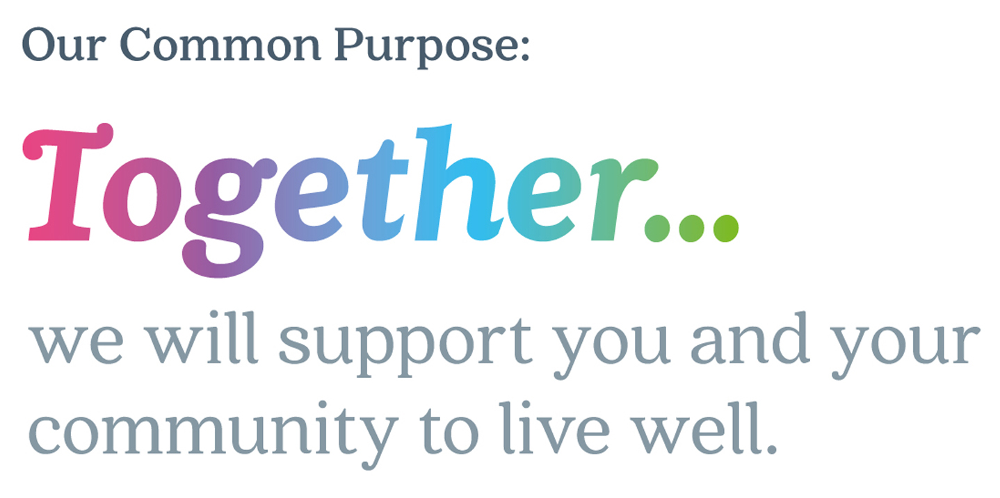 Our Common Purpose:
Together...
we will support you and your
community to live well.